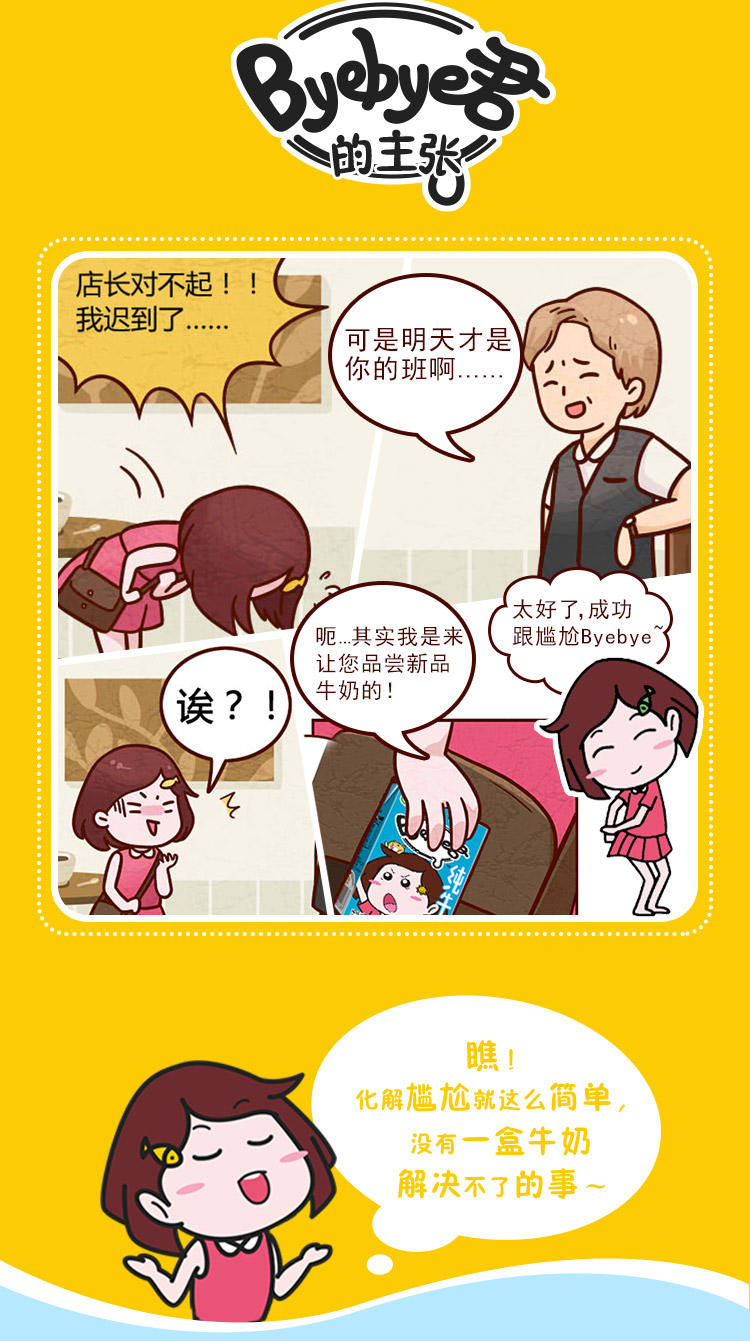 Byebye君
的主张
店长对不起！！
我迟到了……
可是明天才是
你的班啊……
诶？！
呃...其实我是来
让您品尝新品
牛奶的！
太好了,成功
跟尴尬Byebye~
纯牛
瞧！
化解尴尬就这么简单，
没有一盒牛奶
解决不了的事～